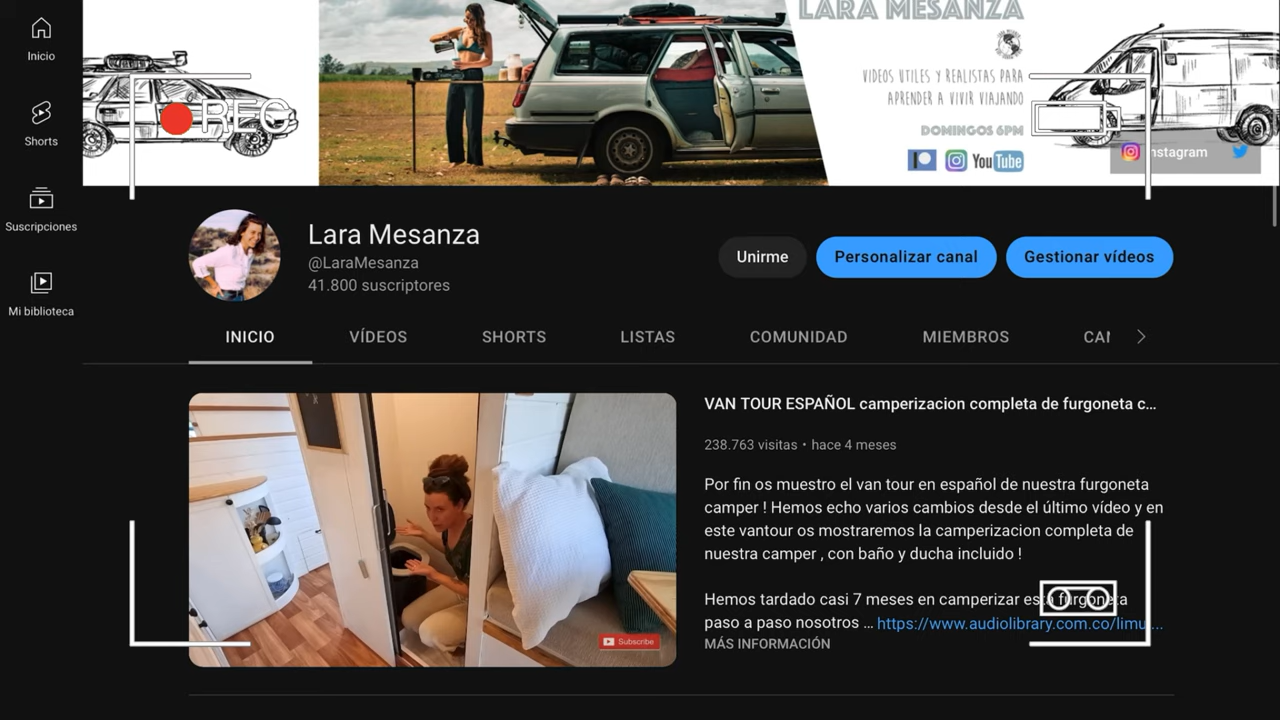 LARA MESANZA
VIDEOS UTILES Y REALISTAS PARA
APRENDER A VIVIR VIAJANDO
DOMINGOS 6PM
YouTube
nstagram
REC
Inicio
Shorts
Suscripciones
Mi biblioteca
Lara Mesanza
@LaraMesanza
41.800 suscriptores
Unirme
Personalizar canal
Gestionar vídeos
INICIO
VÍDEOS
SHORTS
LISTAS
COMUNIDAD
MIEMBROS
CAN
VAN TOUR ESPAÑOL camperizacion completa de furgoneta c...
238.763 visitas • hace 4 meses
Por fin os muestro el van tour en español de nuestra furgoneta
camper ! Hemos echo varios cambios desde el último vídeo y en
este vantour os mostraremos la camperizacion completa de
nuestra camper , con baño y ducha incluido !
Hemos tardado casi 7 meses en camperizar esta furgoneta
paso a paso nosotros ... https://www.audiolibrary.com.co/limu...
MÁS INFORMACIÓN
Subscribe